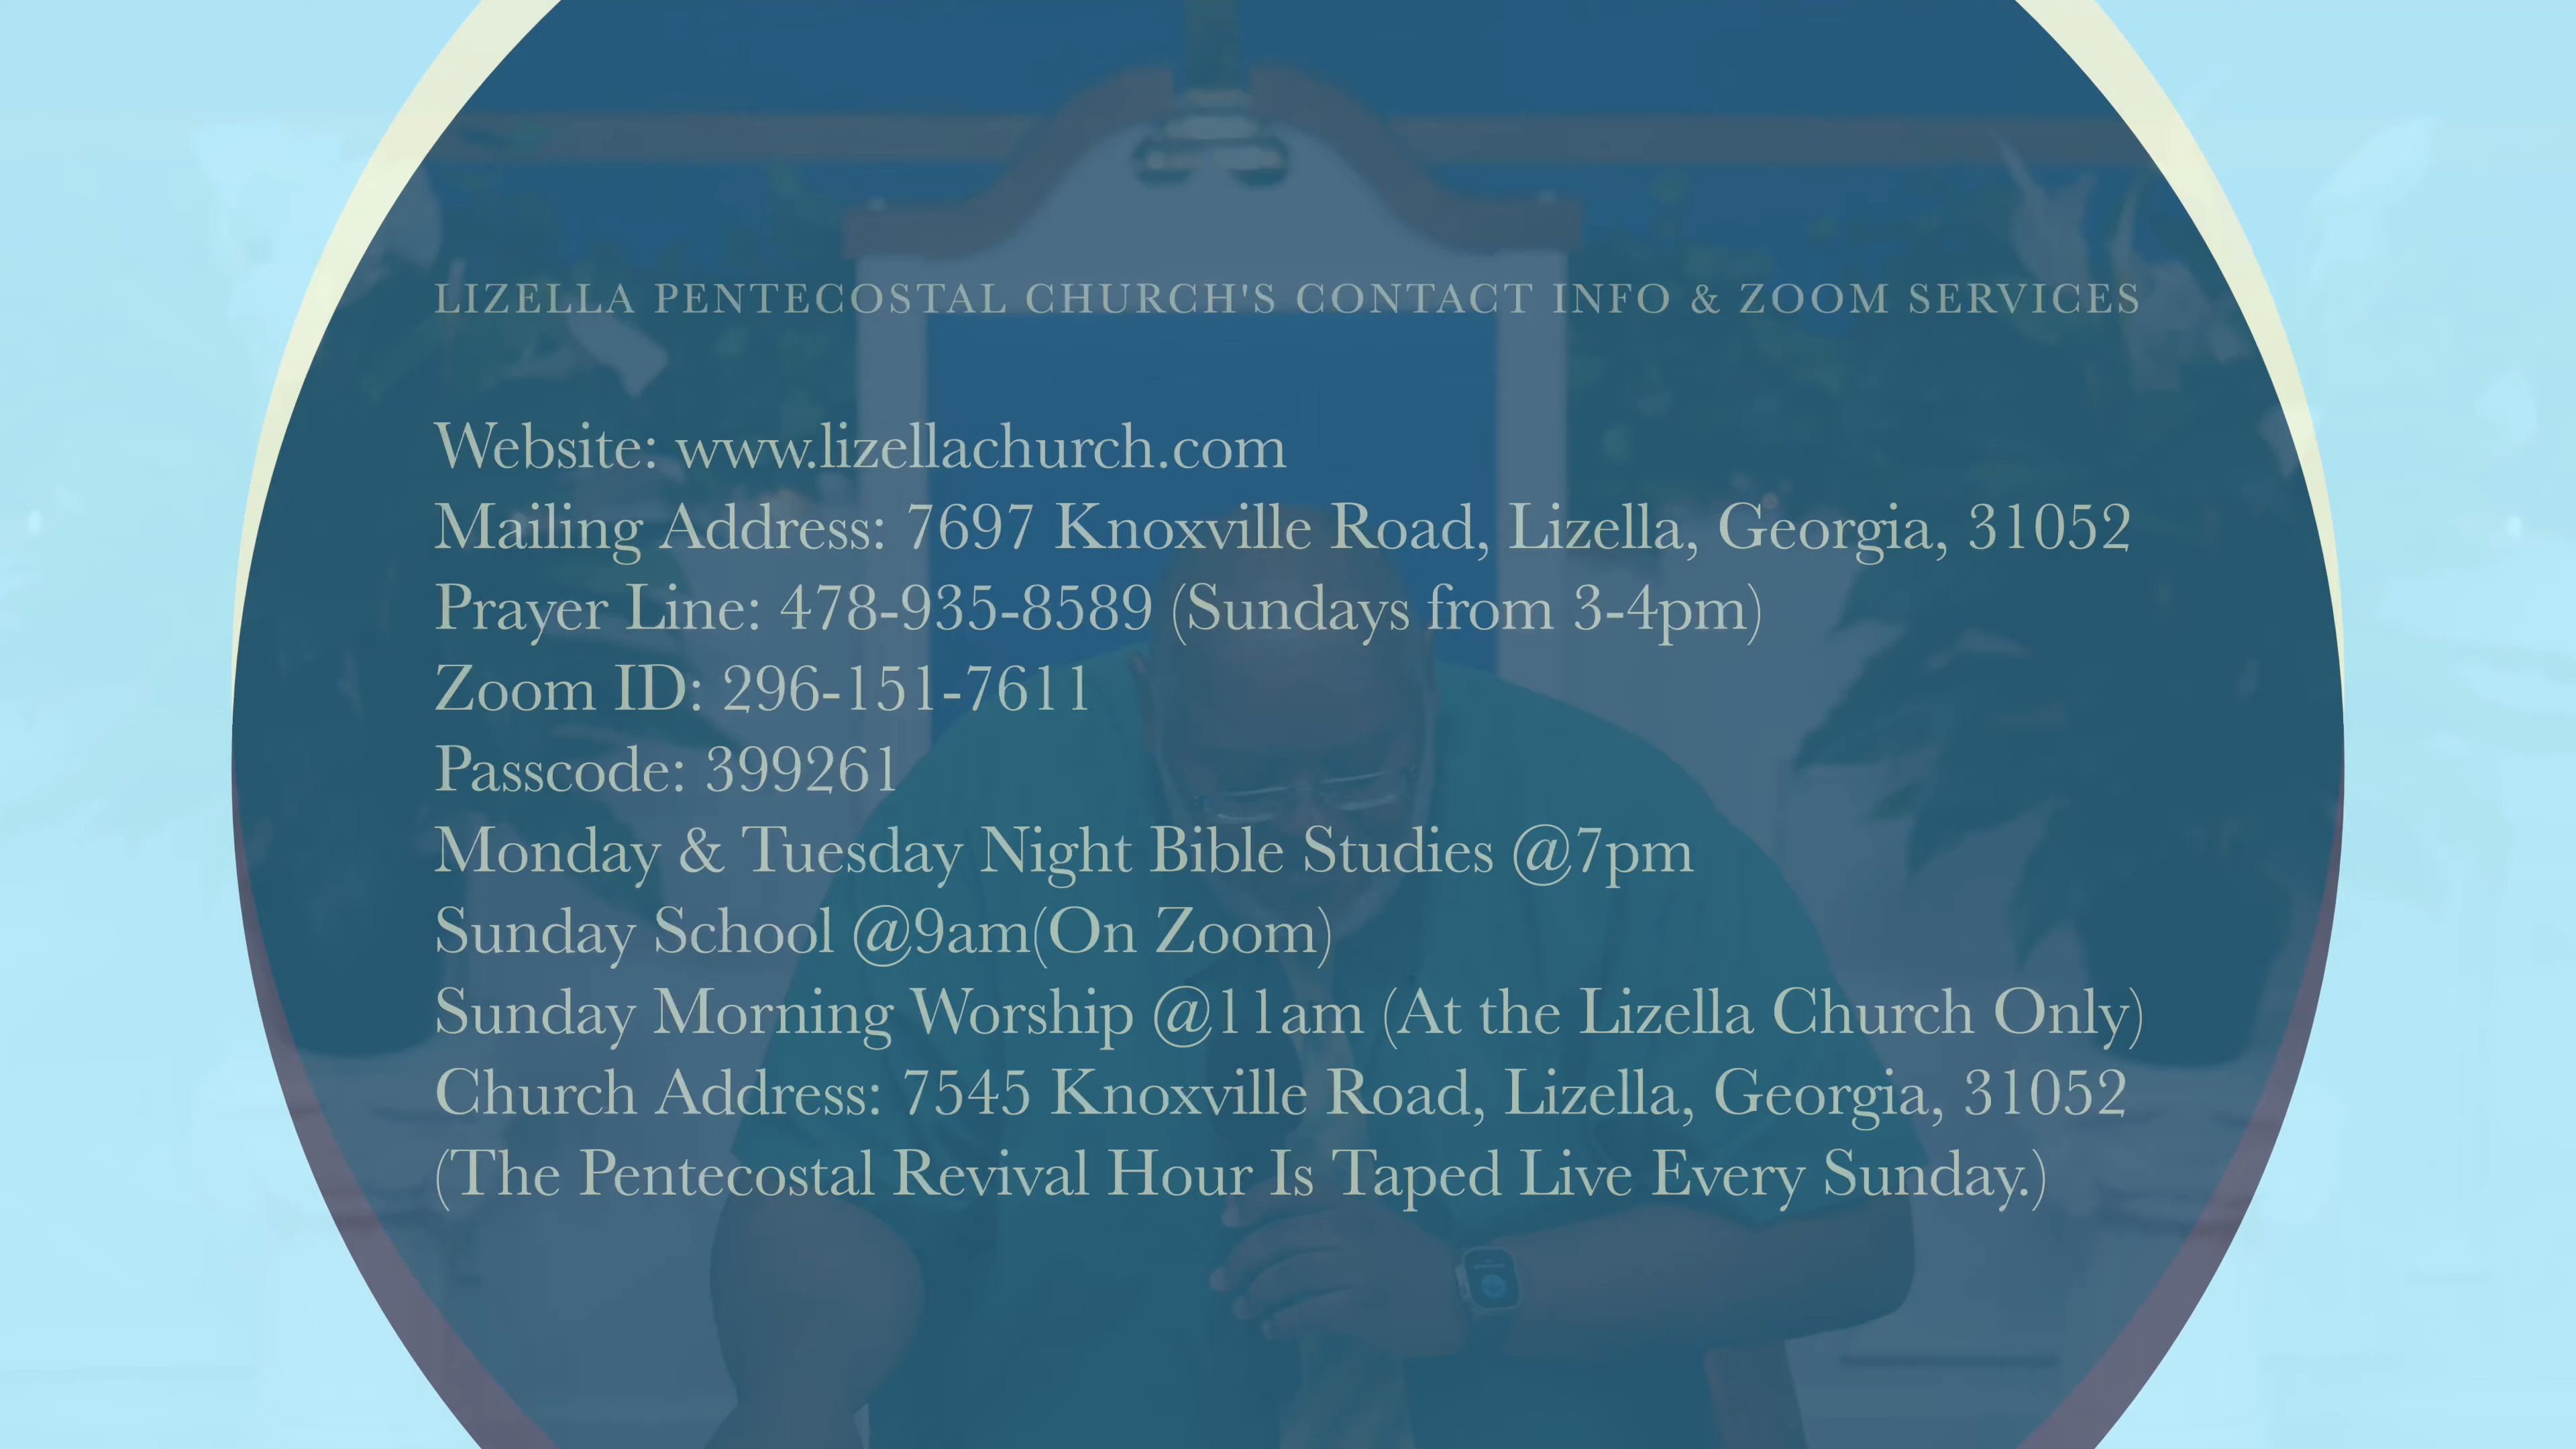 LIZELLA PENTECOSTAL CHURCH'S CONTACT INFO & ZOOM SERVICES
Website: www.lizellachurch.com
Mailing Address: 7697 Knoxville Road, Lizella, Georgia, 31052
Prayer Line: 478-935-8589 (Sundays from 3-4pm)
Zoom ID: 296-151-7611
Passcode: 399261
Monday & Tuesday Night Bible Studies @7pm
Sunday School @9am(On Zoom)
Sunday Morning Worship @11am (At the Lizella Church Only)
Church Address: 7545 Knoxville Road, Lizella, Georgia, 31052
(The Pentecostal Revival Hour Is Taped Live Every Sunday.)